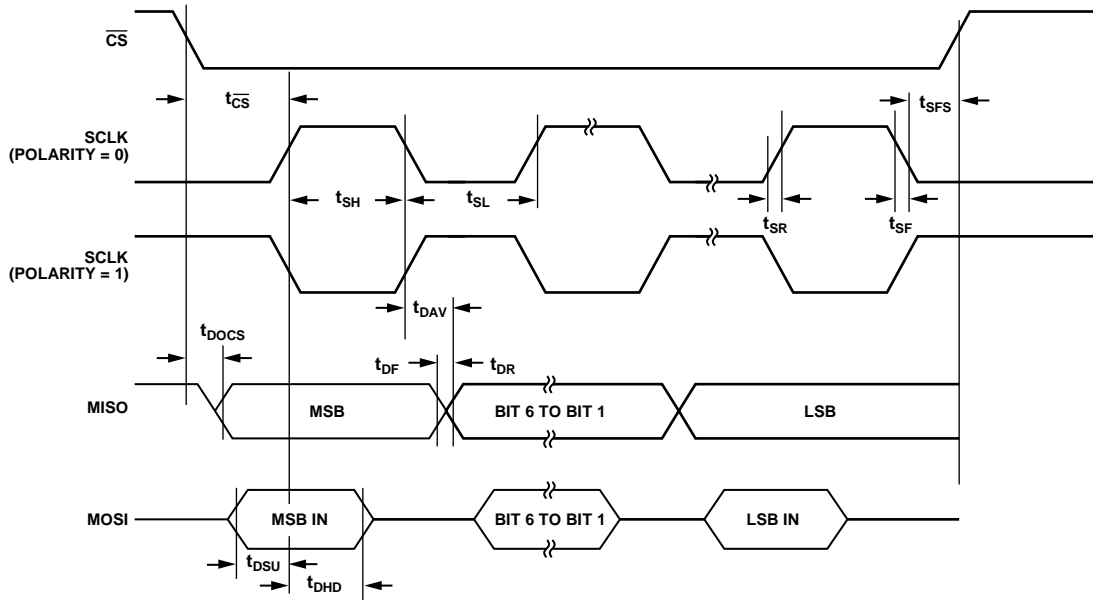 CS
tCS
tSFS
SCLK
(POLARITY = 0)
tSH
tSL
tSR
tSF
SCLK
(POLARITY = 1)
tDAV
tDOCS
tDF
tDR
MISO
MSB
BIT 6 TO BIT 1
LSB
MOSI
MSB IN
BIT 6 TO BIT 1
LSB IN
tDSU
tDHD